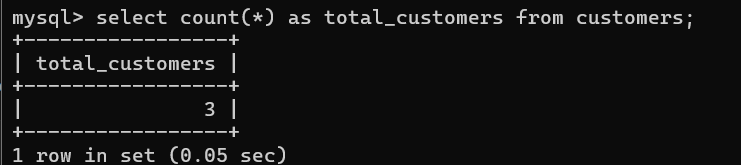 mysql> select count(*) as total_customers from customers;
+-----------------+
| total_customers |
+-----------------+
|               3 |
+-----------------+
1 row in set (0.05 sec)